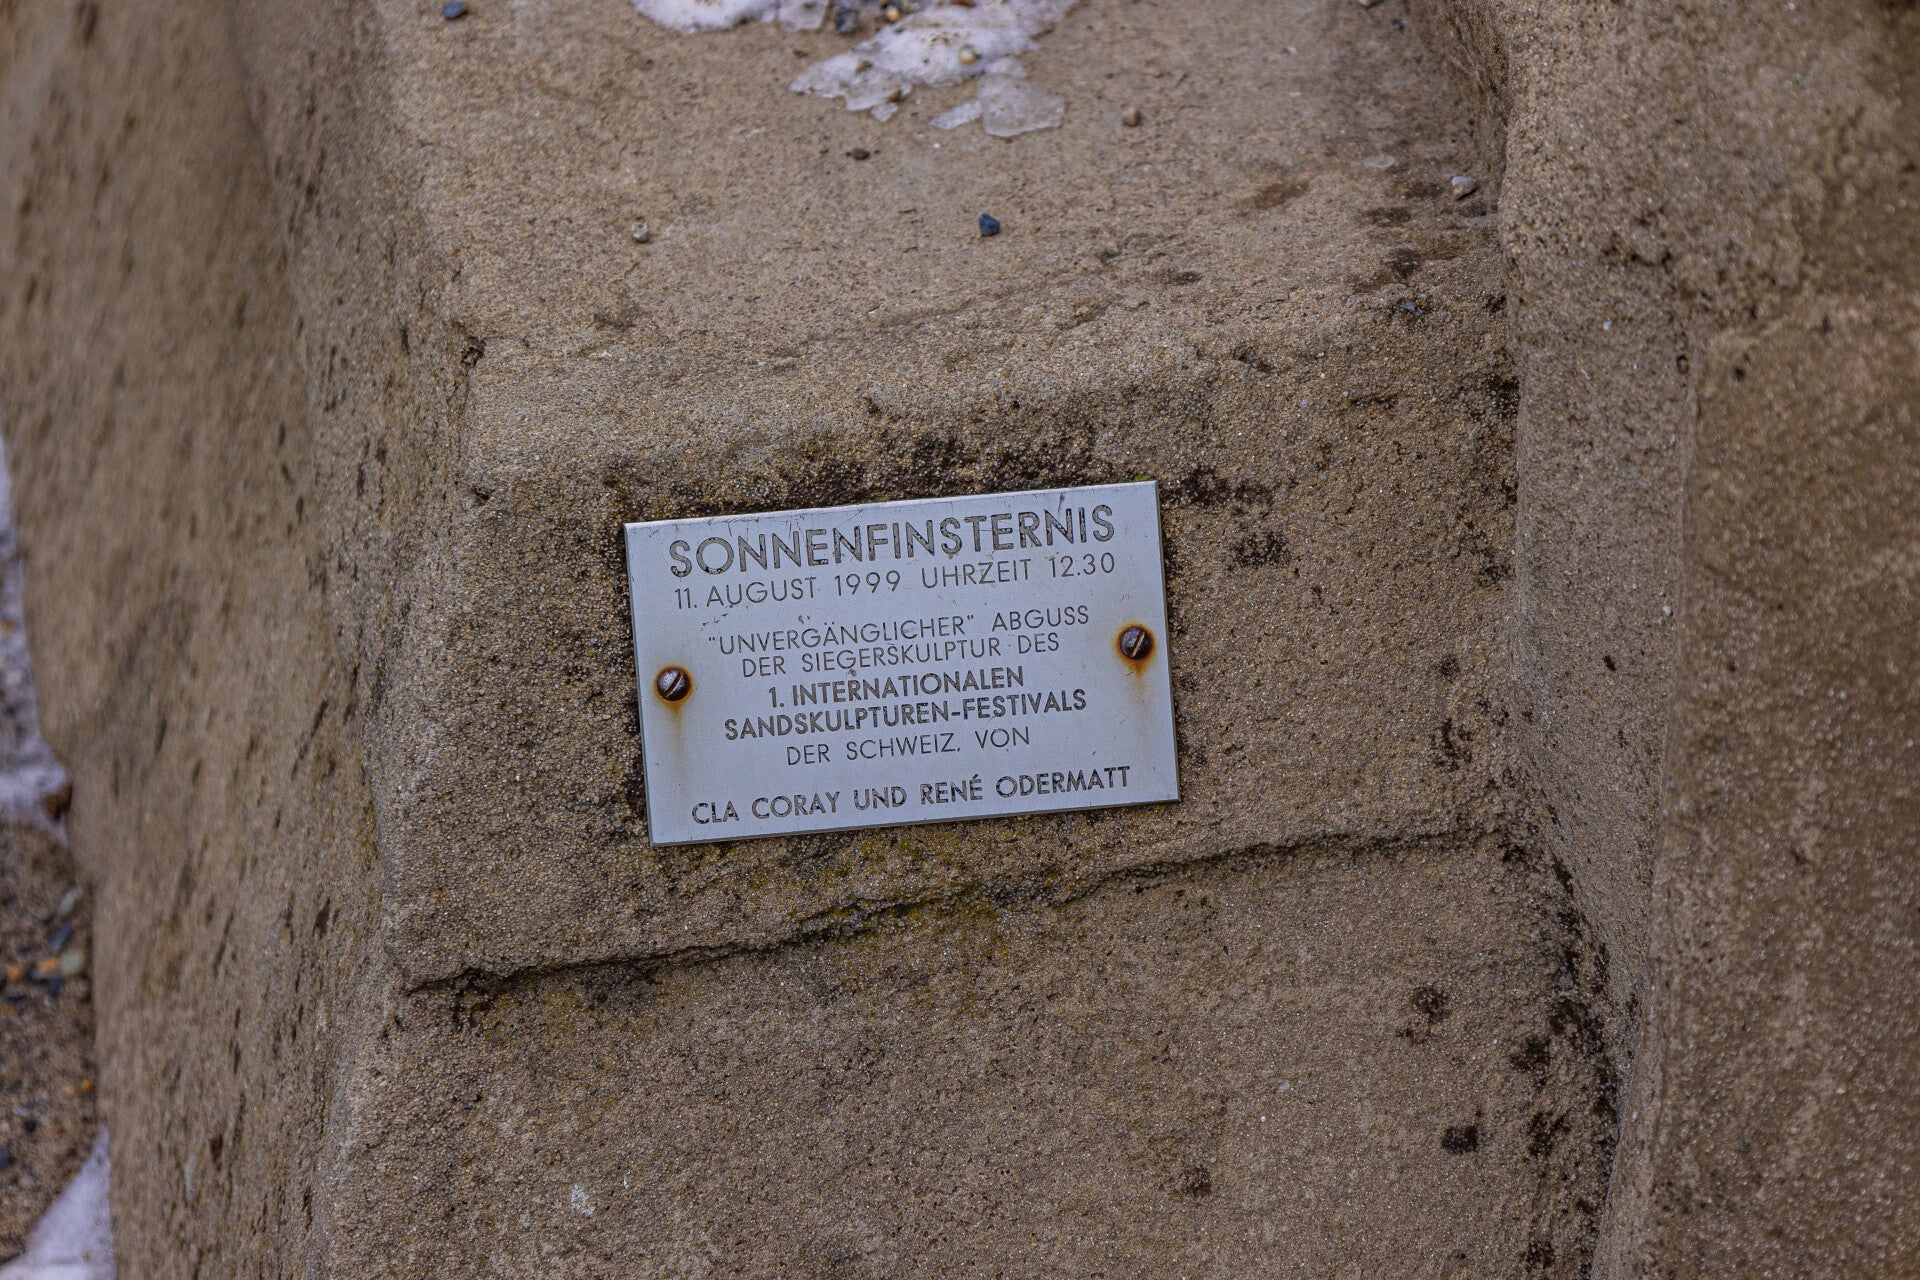 SONNENFINSTERNIS
11. AUGUST 1999 UHRZEIT 12.30
"UNVERGÄNGLICHER" ABGUSS
DER SIEGERSKULPTUR DES
1. INTERNATIONALEN
SANDSKULPTUREN-FESTIVALS
DER SCHWEIZ. VON
CLA CORAY UND RENÉ ODERMATT